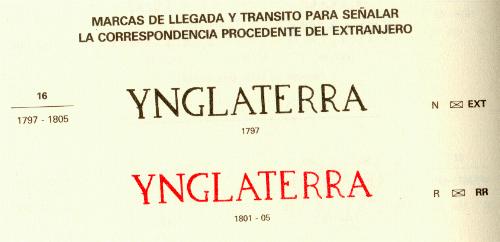 MARCAS DE LLEGADA Y TRANSITO PARA SEÑALAR
LA CORRESPONDENCIA PROCEDENTE DEL EXTRANJERO
16
1797 - 1805
YNGLATERRA
1797
N ✉ EXT
YNGLATERRA
1801 - 05
R ✉ RR